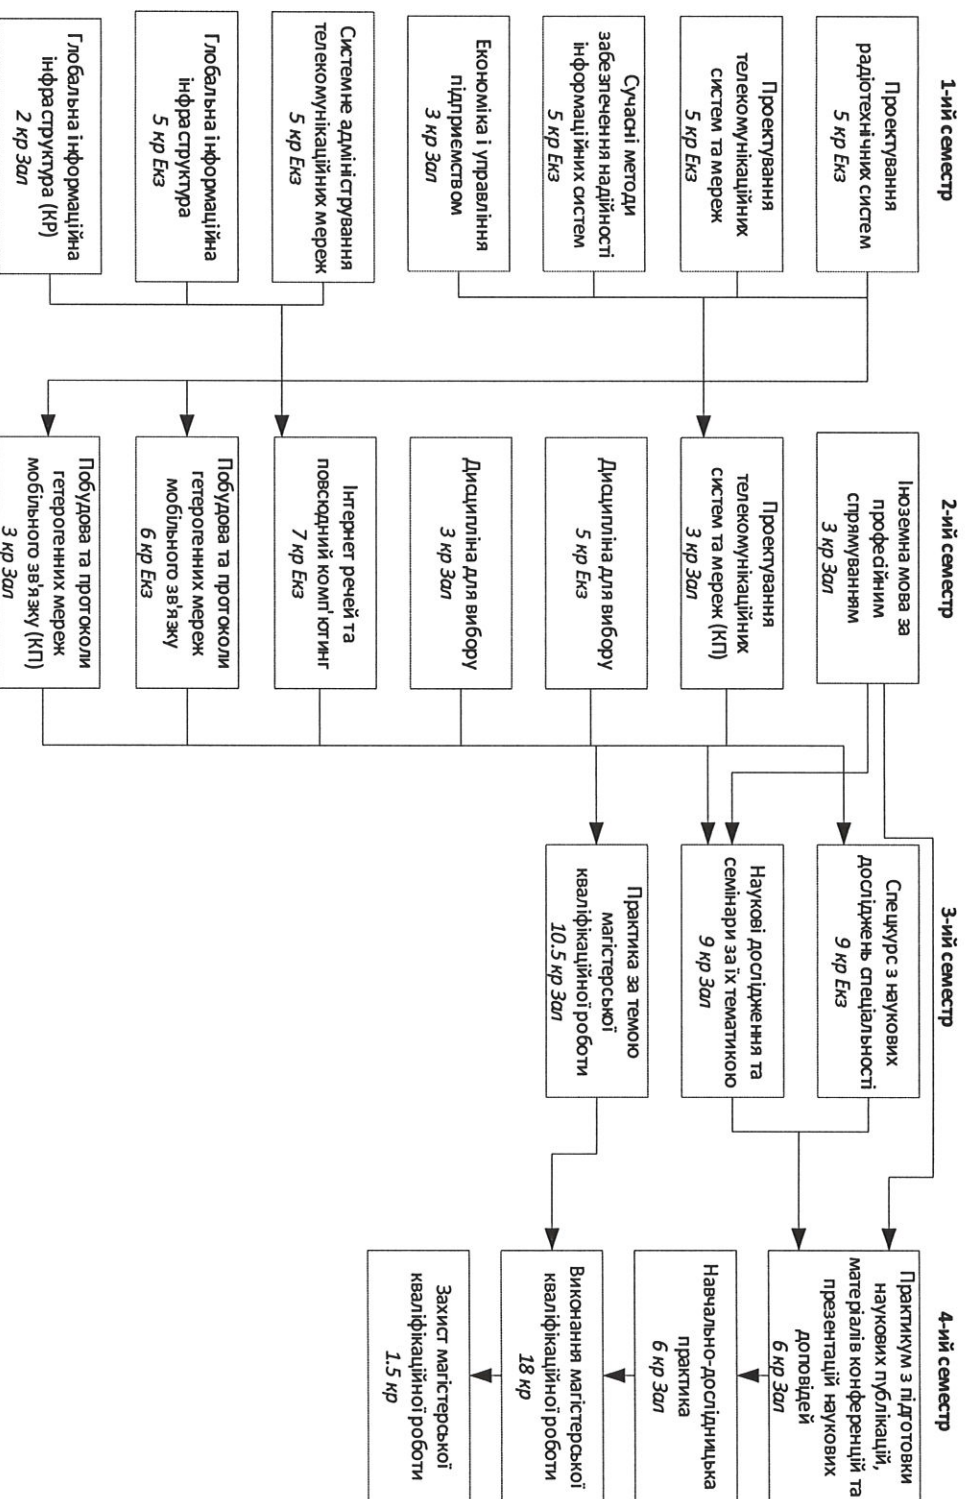 1-ий семестр
Проектування
радіотехнічних систем
5 кр Екз
Проектування
телекомунікаційних
систем та мереж
5 кр Екз
Сучасні методи
забезпечення надійності
інформаційних систем
5 кр Екз
Економіка і управління
підприємством
3 кр Зал
Системне адміністрування
телекомунікаційних мереж
5 кр Екз
Глобальна інформаційна
інфраструктура
5 кр Екз
Глобальна інформаційна
інфраструктура (КР)
2 кр Зал
2-ий семестр
Іноземна мова за
професійним
спрямуванням
3 кр Зал
Проектування
телекомунікаційних
систем та мереж (КП)
3 кр Зал
Дисципліна для вибору
5 кр Екз
Дисципліна для вибору
3 кр Зал
Інтернет речей та
повсюдний комп'ютинг
7 кр Екз
Побудова та протоколи
гетерогенних мереж
мобільного зв'язку
6 кр Екз
Побудова та протоколи
гетерогенних мереж
мобільного зв'язку (КП)
3 кр Зал
3-ий семестр
Спецкурс з наукових
досліджень спеціальності
9 кр Екз
Наукові дослідження та
семінари за їх тематикою
9 кр Зал
Практика за темою
магістерської
кваліфікаційної роботи
10.5 кр Зал
4-ий семестр
Практикум з підготовки
наукових публікацій,
матеріалів конференцій та
презентацій наукових
доповідей
6 кр Зал
Навчально-дослідницька
практика
6 кр Зал
Виконання магістерської
кваліфікаційної роботи
18 кр
Захист магістерської
кваліфікаційної роботи
1.5 кр